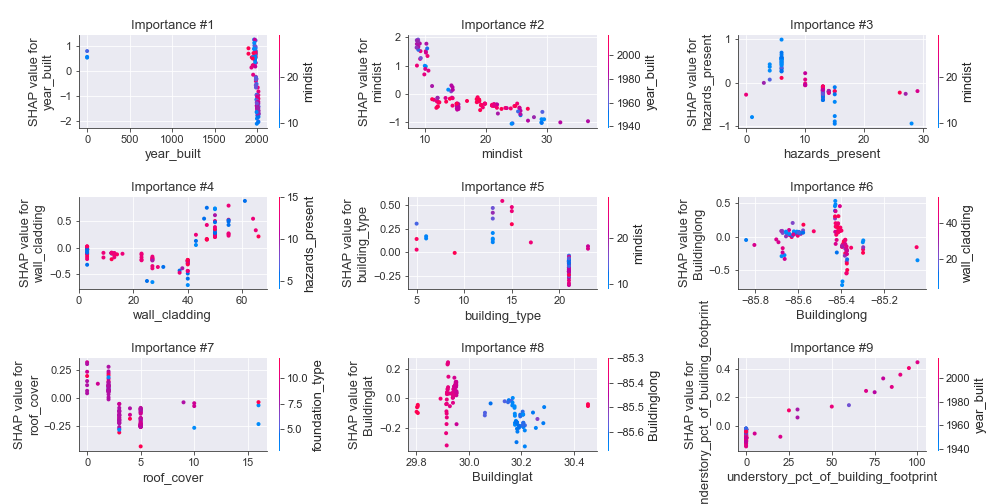 Importance #1
SHAP value for
year_built
1
0
−1
−2
0
500
1000
1500
2000
year_built
20
10
mindist
Importance #2
SHAP value for
mindist
2
1
0
−1
10
20
30
mindist
2000
1980
1960
1940
year_built
Importance #3
SHAP value for
hazards_present
1
0
−1
0
10
20
30
hazards_present
20
10
mindist
Importance #4
SHAP value for
wall_cladding
0.5
0.0
−0.5
0
20
40
60
wall_cladding
15
10
5
hazards_present
Importance #5
SHAP value for
building_type
0.50
0.25
0.00
−0.25
5
10
15
20
building_type
20
10
mindist
Importance #6
SHAP value for
Buildinglong
0.5
0.0
−0.5
−85.8
−85.6
−85.4
−85.2
Buildinglong
40
20
wall_cladding
Importance #7
SHAP value for
roof_cover
0.25
0.00
−0.25
0
5
10
15
roof_cover
10.0
7.5
5.0
foundation_type
Importance #8
SHAP value for
Buildinglat
0.2
0.0
−0.2
29.8
30.0
30.2
30.4
Buildinglat
−85.3
−85.4
−85.5
−85.6
Buildinglong
Importance #9
SHAP value for
understory_pct_of_building_footprint
0.4
0.2
0.0
0
25
50
75
100
understory_pct_of_building_footprint
2000
1980
1960
1940
year_built